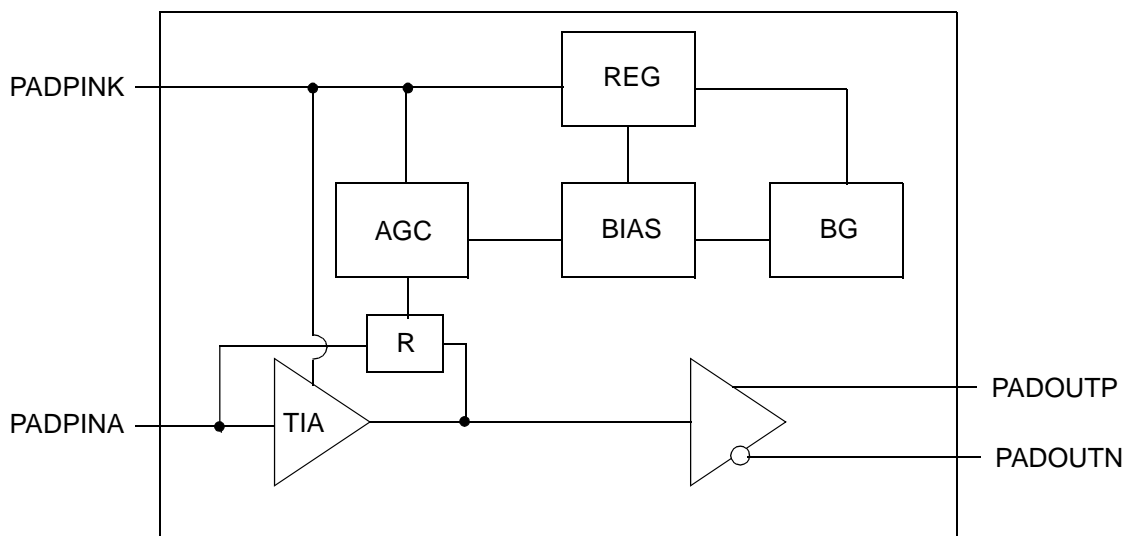 PADPINK
REG
AGC
BIAS
BG
R
PADPINA
TIA
PADOUTP
PADOUTN